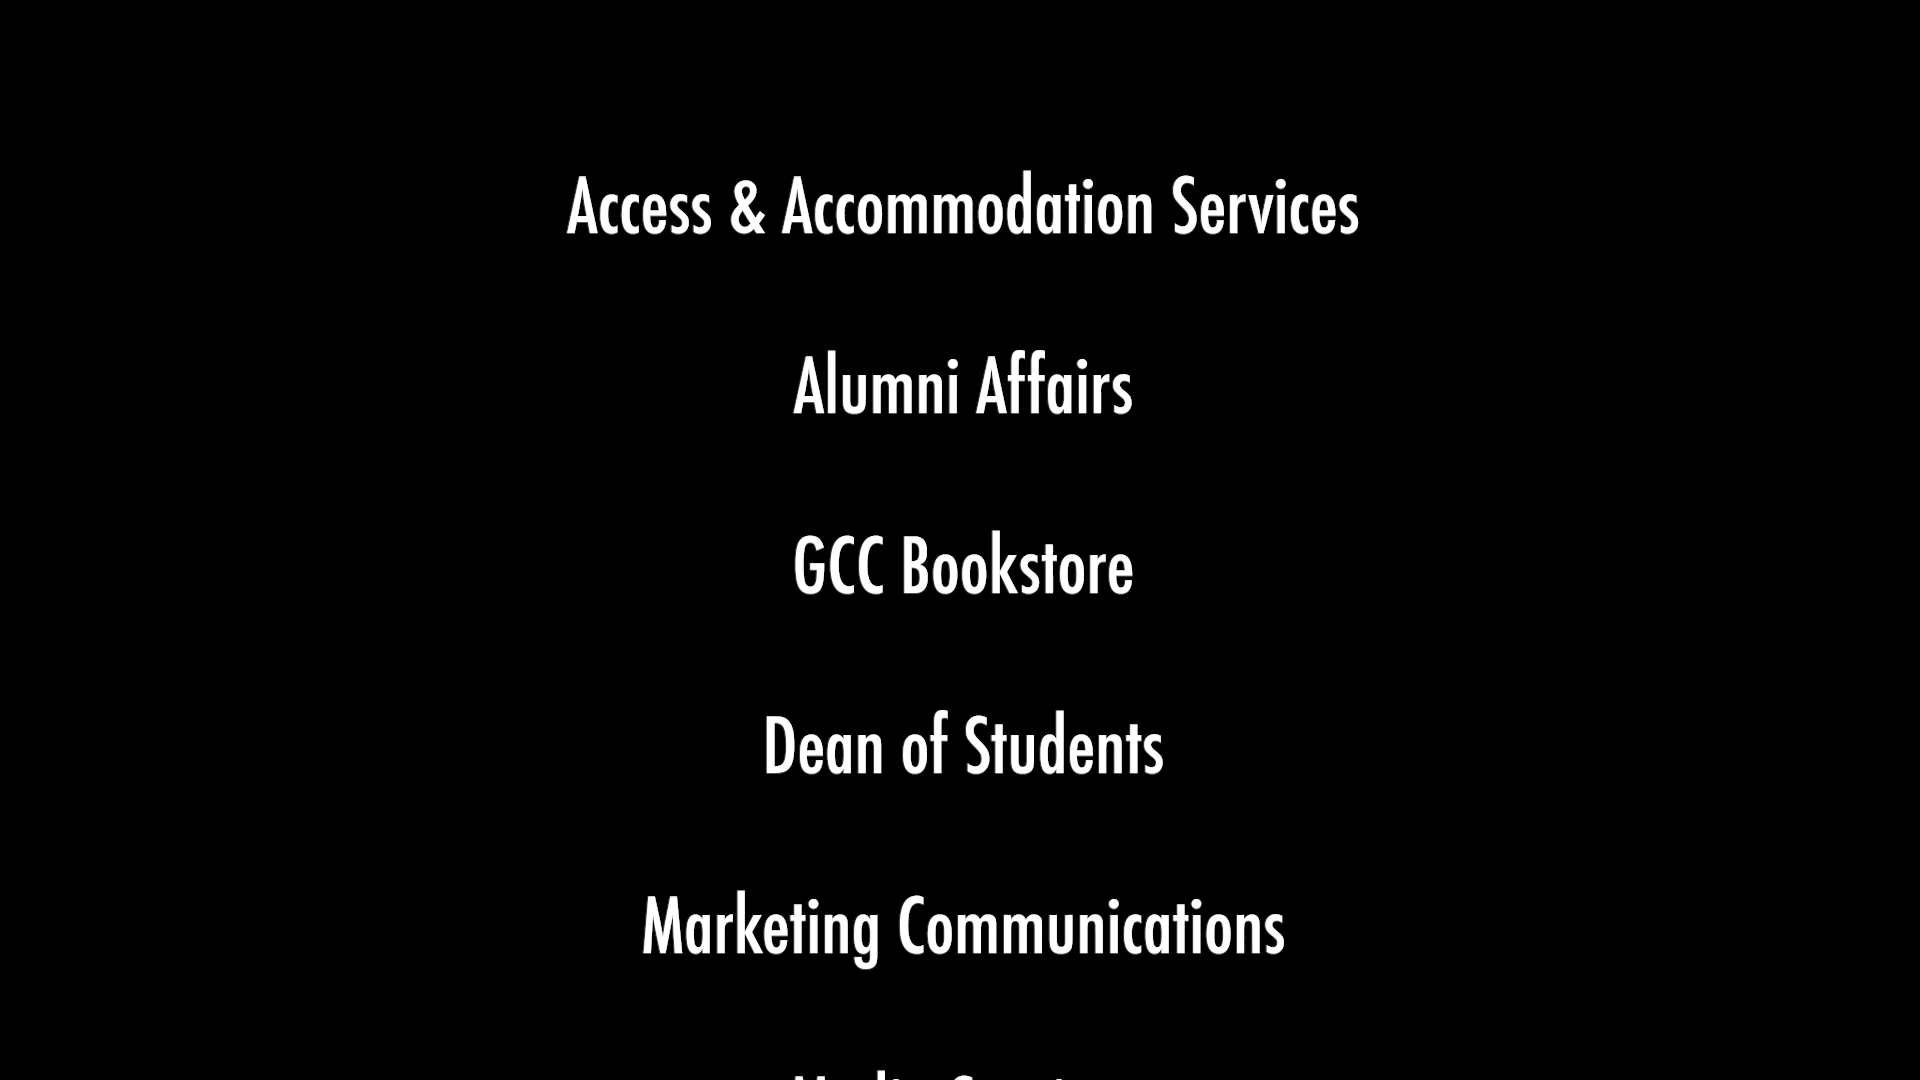 Access & Accommodation Services
Alumni Affairs
GCC Bookstore
Dean of Students
Marketing Communications